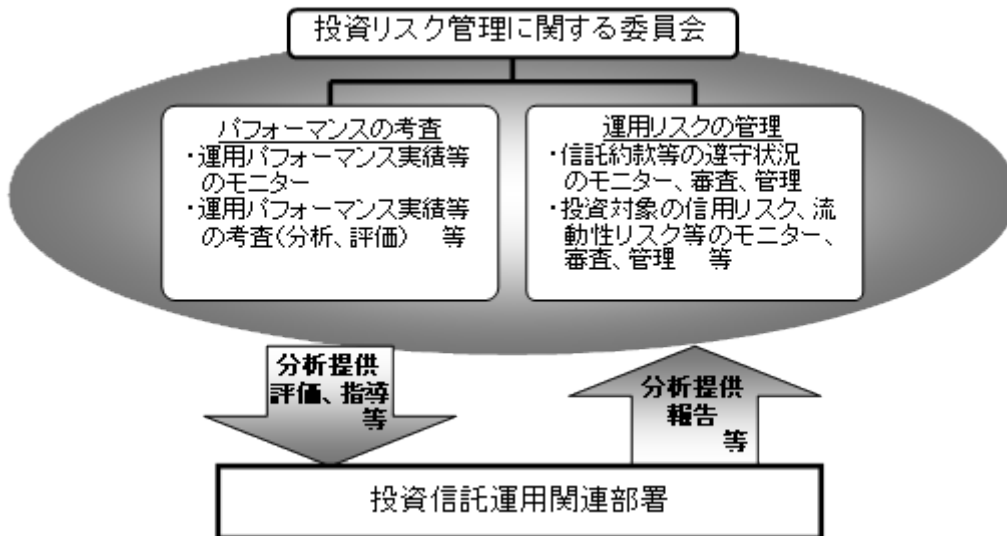 投資リスク管理に関する委員会
パフォーマンスの考査
・運用パフォーマンス実績等
のモニター
・運用パフォーマンス実績等
の考査(分析、評価) 等
運用リスクの管理
・信託約款等の遵守状況
のモニター、審査、管理
・投資対象の信用リスク、流
動性リスク等のモニター、
審査、管理 等
分析提供
評価、指導
等
分析提供
報告
等
投資信託運用関連部署